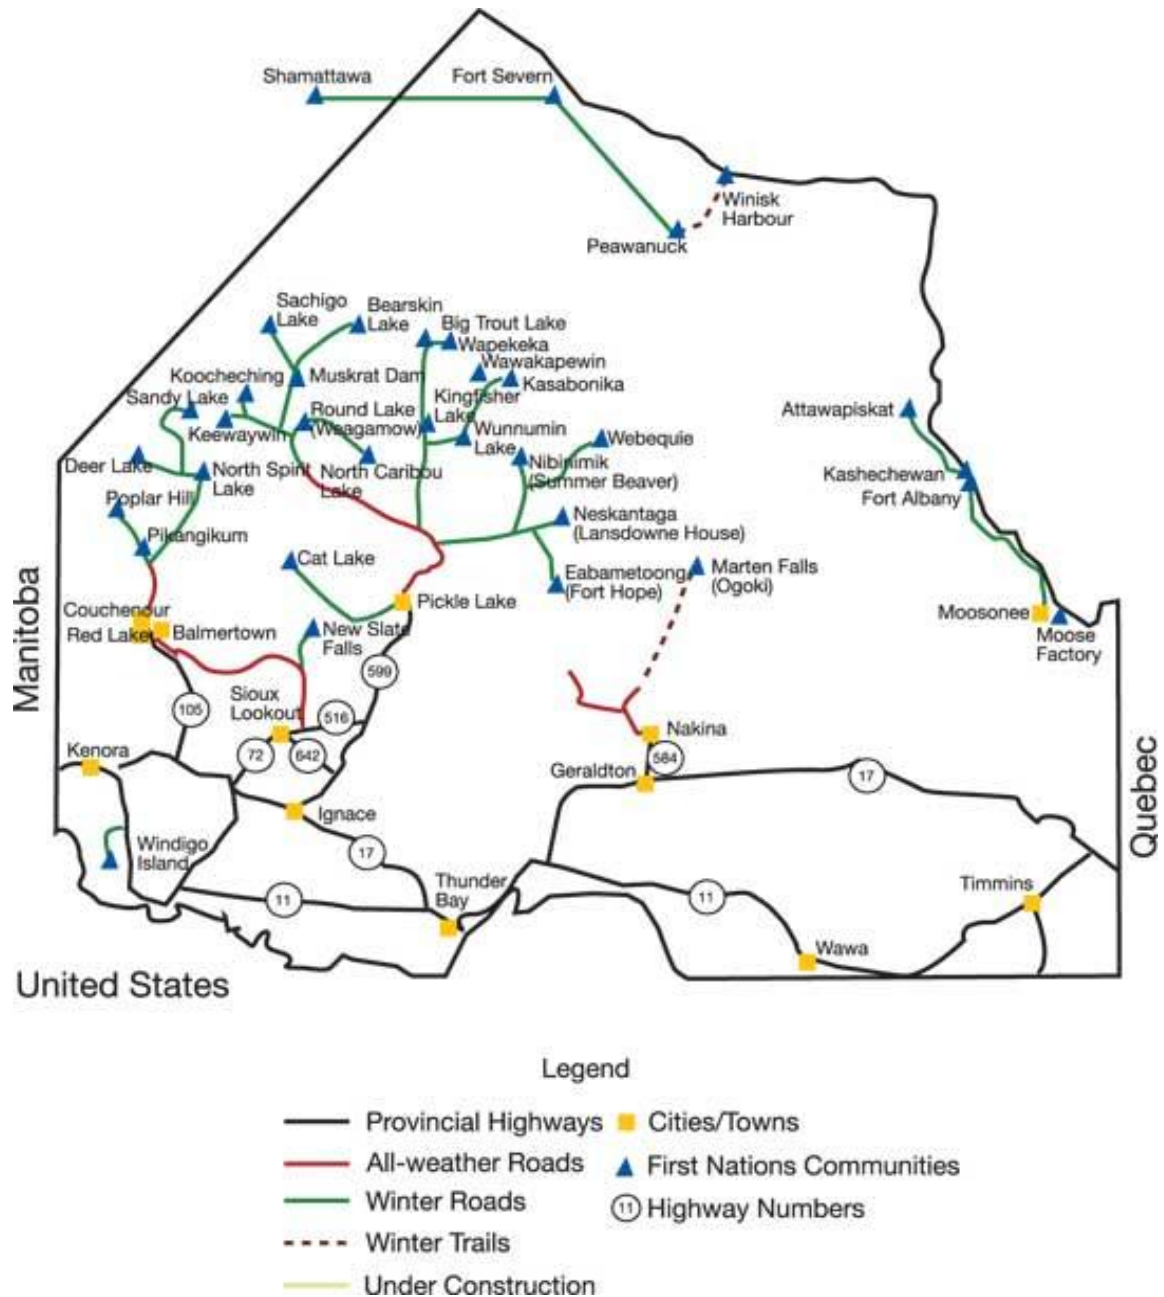 Shamattawa
Fort Severn
Winisk
Harbour
Peawanuck
Sachigo
Lake
Bearskin
Lake
Big Trout Lake
Wapekeka
Wawakapewin
Kasabonika
Koocheching
Muskrat Dam
Sandy Lake
Keewaywin
Round Lake
(Weagamow)
Kingfisher
Lake
Wunnumin
Lake
Webequie
Attawapiskat
Deer Lake
North Spirit
Lake
North Caribou
Lake
Nibinimik
(Summer Beaver)
Kashechewan
Fort Albany
Poplar Hill
Pikangikum
Neskantaga
(Lansdowne House)
Cat Lake
Eabametoong
(Fort Hope)
Marten Falls
(Ogoki)
Pickle Lake
Couchenour
Red Lake
Balmertown
New Slate
Falls
Moosonee
Moose
Factory
Manitoba
599
105
Sioux
Lookout
516
72
642
Nakina
584
Kenora
Geraldton
17
Ignace
Quebec
17
Windigo
Island
11
Thunder
Bay
11
Timmins
Wawa
United States
Legend
Provincial Highways
Cities/Towns
All-weather Roads
First Nations Communities
Winter Roads
11 Highway Numbers
Winter Trails
Under Construction